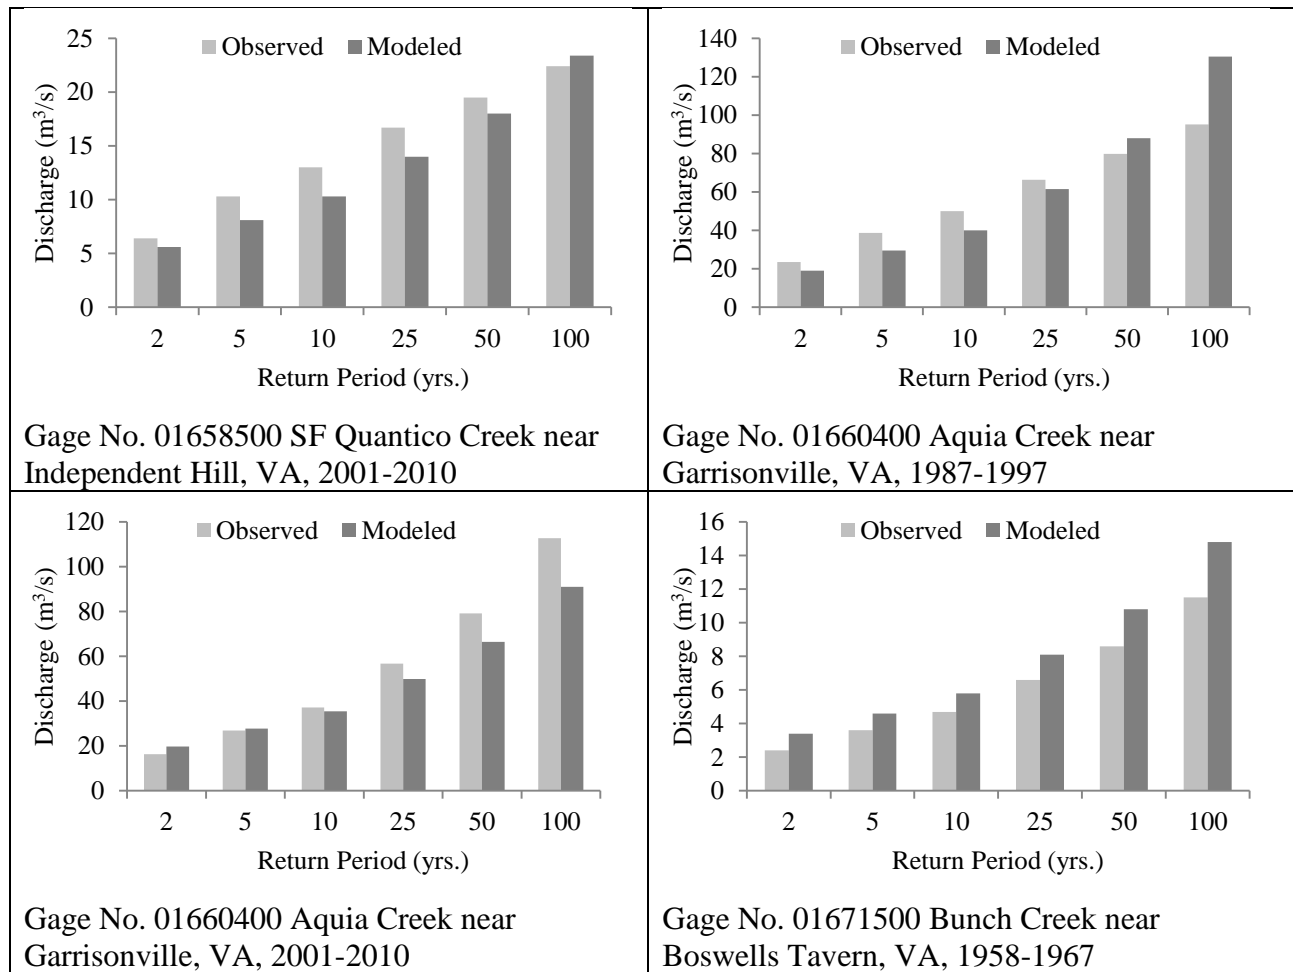 Observed Modeled
Discharge (m³/s)
25
20
15
10
5
0
2 5 10 25 50 100
Return Period (yrs.)
Gage No. 01658500 SF Quantico Creek near
Independent Hill, VA, 2001-2010
Observed Modeled
Discharge (m³/s)
140
120
100
80
60
40
20
0
2 5 10 25 50 100
Return Period (yrs.)
Gage No. 01660400 Aquia Creek near
Garrisonville, VA, 1987-1997
Observed Modeled
Discharge (m³/s)
120
100
80
60
40
20
0
2 5 10 25 50 100
Return Period (yrs.)
Gage No. 01660400 Aquia Creek near
Garrisonville, VA, 2001-2010
Observed Modeled
Discharge (m³/s)
16
14
12
10
8
6
4
2
0
2 5 10 25 50 100
Return Period (yrs.)
Gage No. 01671500 Bunch Creek near
Boswells Tavern, VA, 1958-1967